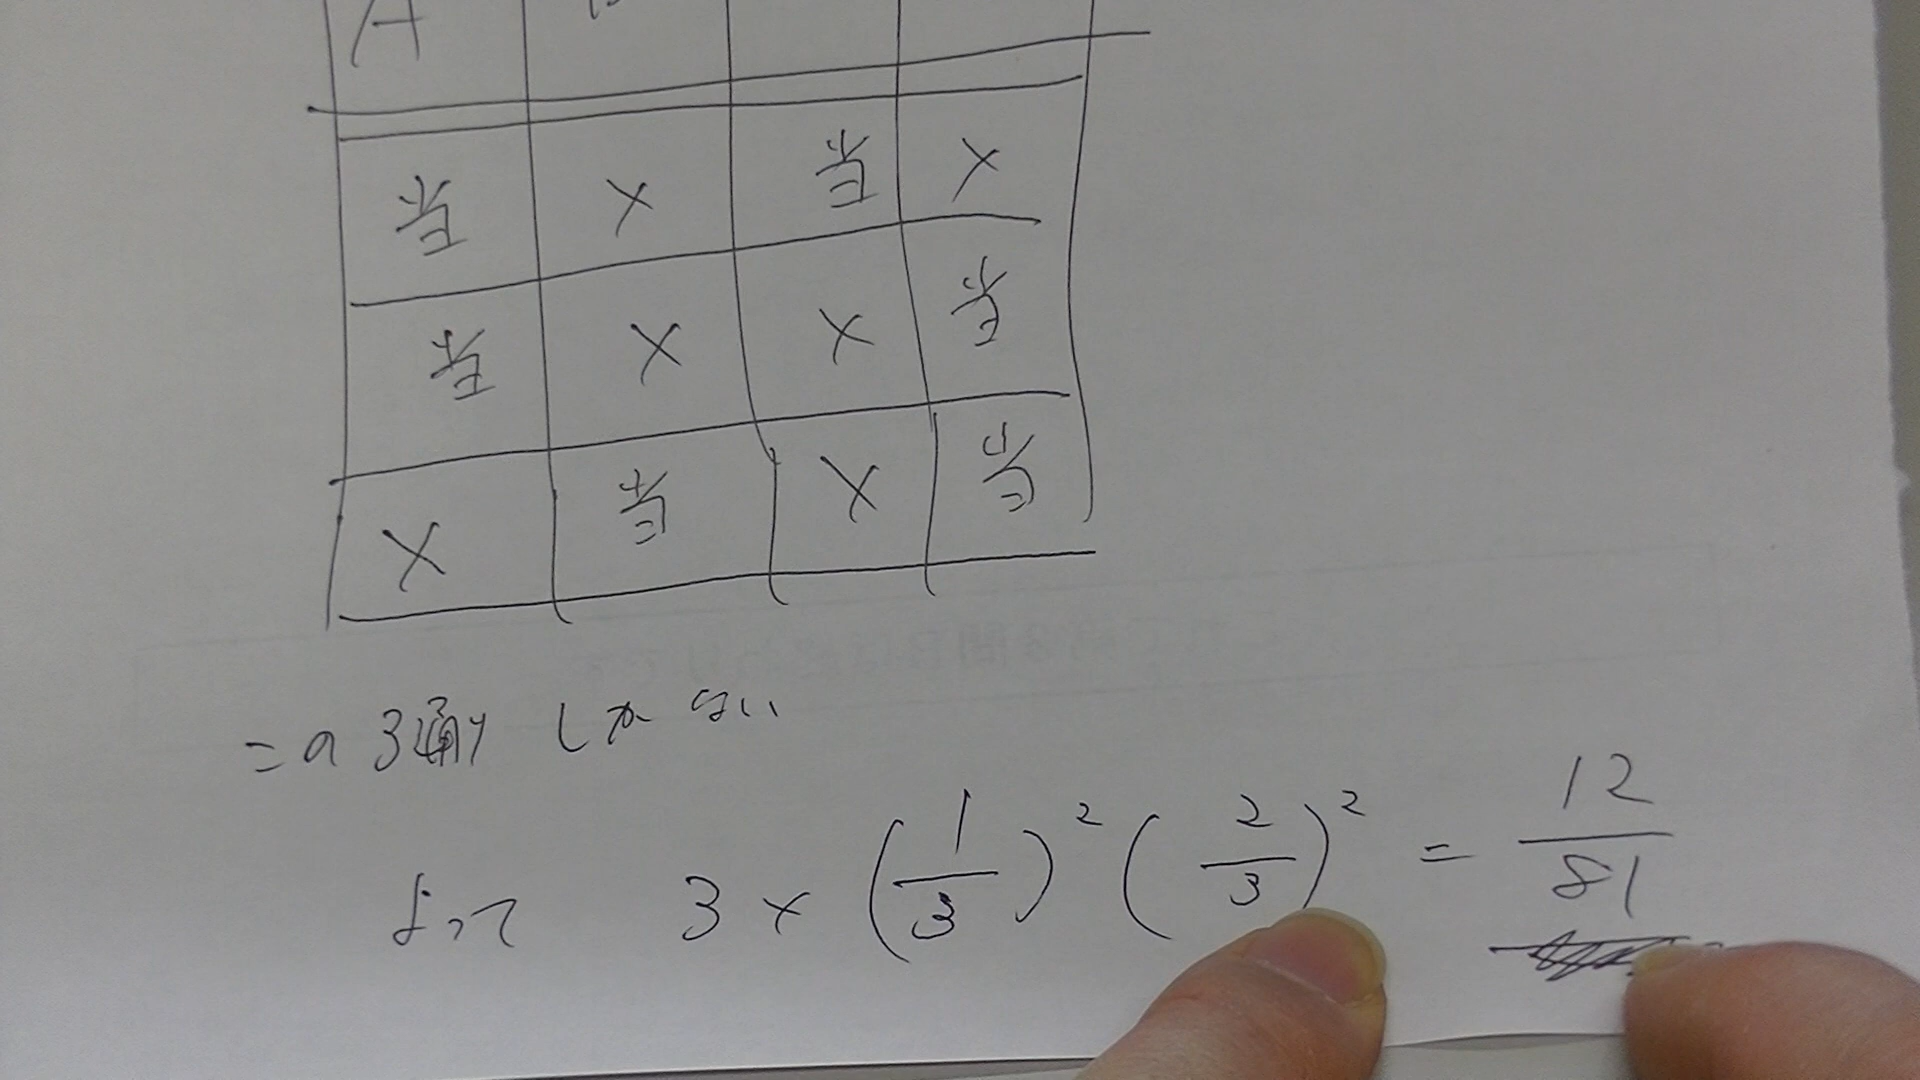 A
当 × 当 ×
当 × × 当
× 当 × 当
この3通りしかない
よって 3 × (1/3)² (2/3)² = 12/81